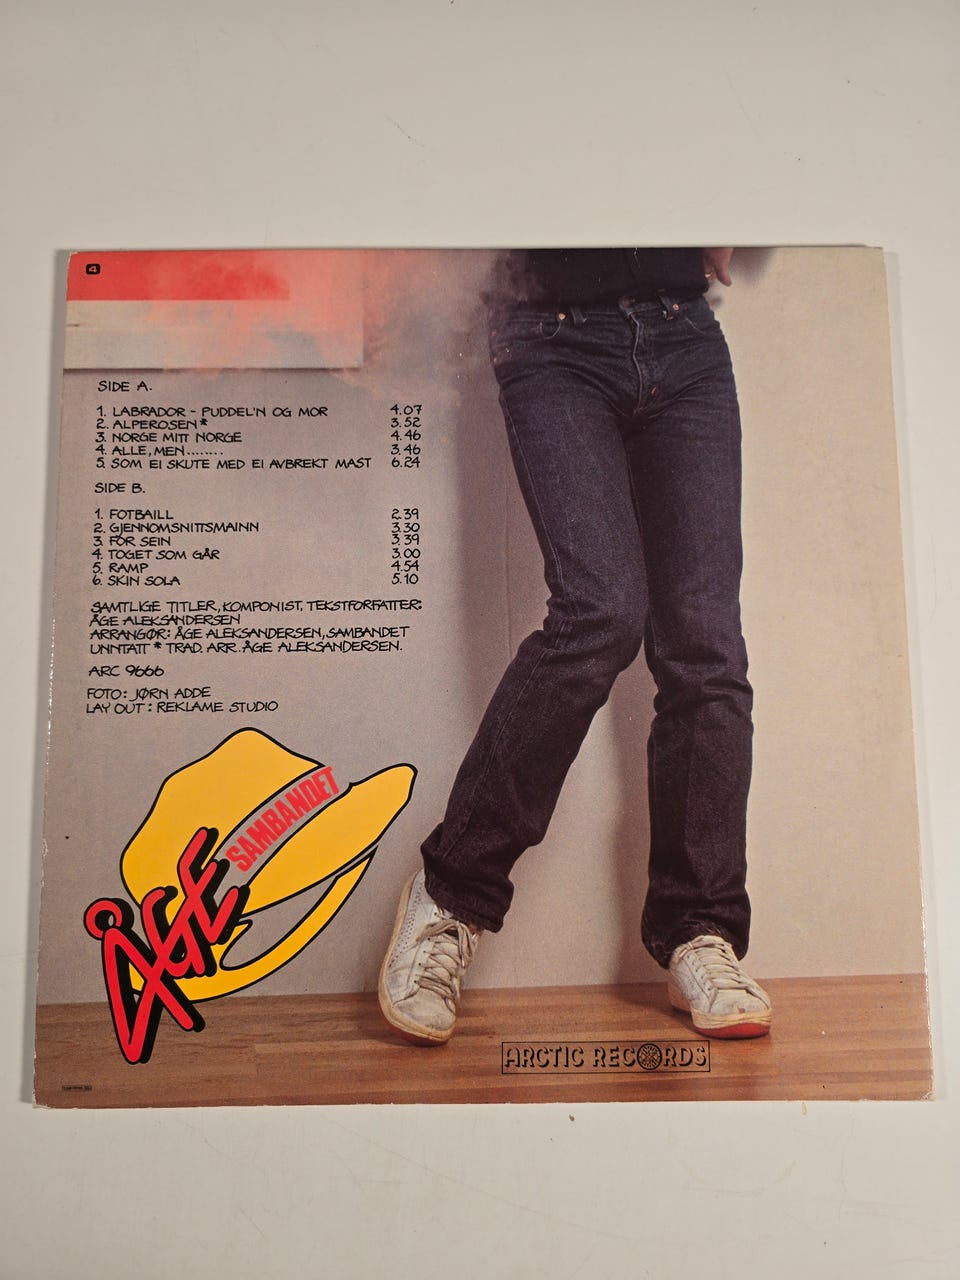 4
SIDE A.
1. LABRADOR - PUDDEL'N OG MOR 4.07
2. ALPEROSEN * 3.52
3. NORGE MITT NORGE 4.46
4. ALLE, MEN........ 3.46
5. SOM EI SKUTE MED EI AVBREKT MAST 6.24
SIDE B.
1. FOTBAILL 2.39
2. GJENNOMSNITTSMAINN 3.30
3. FÖR SEIN 3.39
4. TOGET SOM GÅR 3.00
5. RAMP 4.54
6. SKIN SOLA 5.10
SAMTLIGE TITLER, KOMPONIST, TEKSTFORFATTER:
ÅGE ALEKSANDERSEN
ARRANGØR: ÅGE ALEKSANDERSEN, SAMBANDET
UNNTATT * TRAD. ARR. ÅGE ALEKSANDERSEN.
ARC 9666
FOTO: JØRN ADDE
LAY OUT: REKLAME STUDIO
SAMBANDET
ÅGE
ARCTIC RECORDS